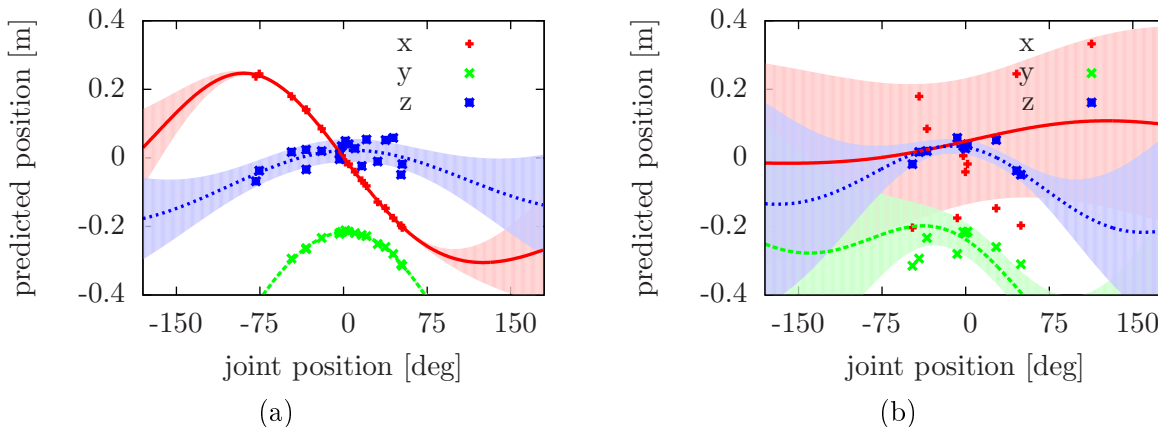 predicted position [m]
0.4
0.2
0
-0.2
-0.4
x
y
z
-150
-75
0
75
150
joint position [deg]
(a)
predicted position [m]
0.4
0.2
0
-0.2
-0.4
x
y
z
-150
-75
0
75
150
joint position [deg]
(b)